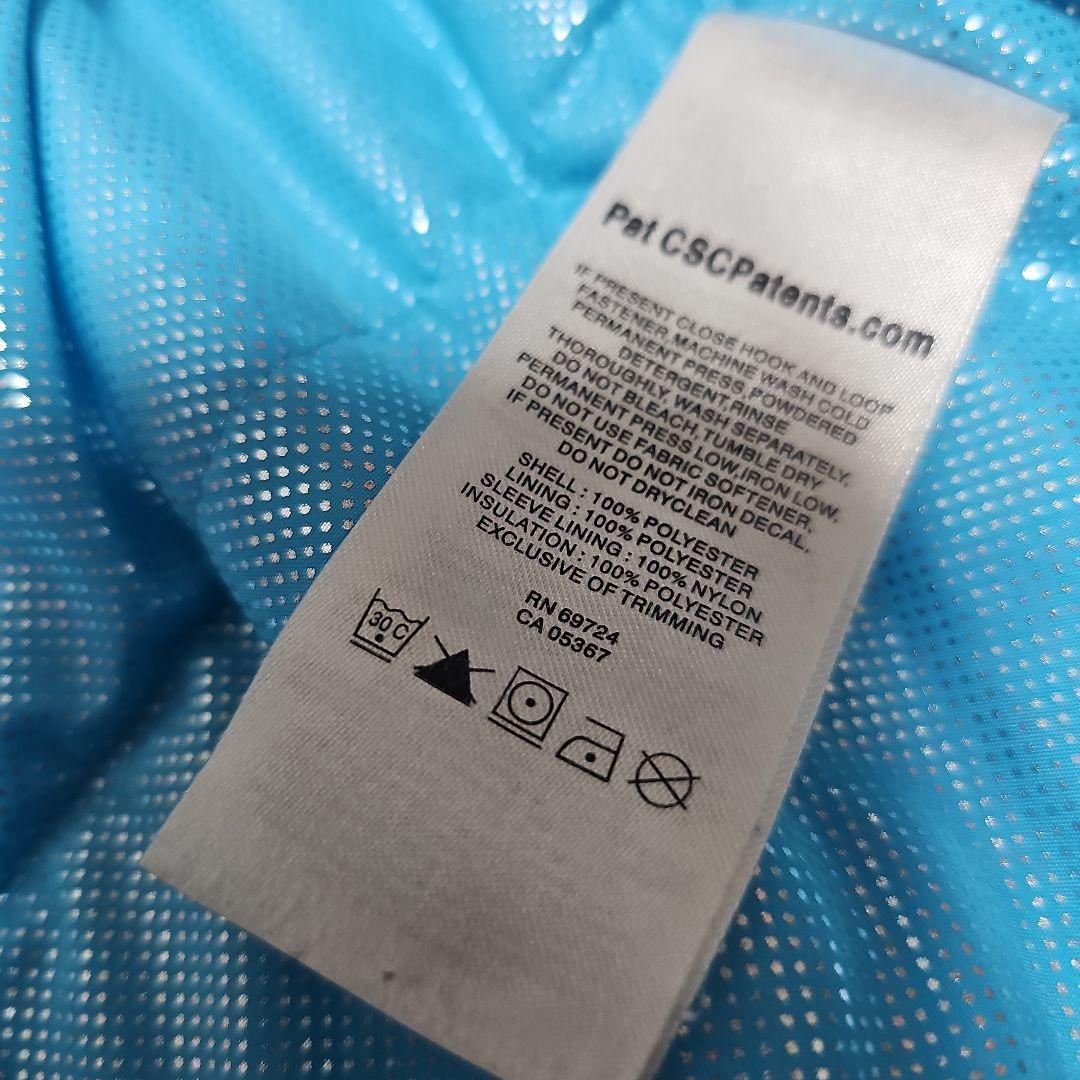 Pat CSCPatents.com
IF PRESENT CLOSE HOOK AND LOOP
FASTENER, MACHINE WASH COLD
PERMANENT PRESS, POWDERED
DETERGENT.RINSE
THOROUGHLY, WASH SEPARATELY.
DO NOT BLEACH, TUMBLE DRY
PERMANENT PRESS LOW.IRON LOW,
DO NOT USE FABRIC SOFTENER,
IF PRESENT DO NOT IRON DECAL,
DO NOT DRYCLEAN
SHELL : 100% POLYESTER
LINING : 100% POLYESTER
SLEEVE LINING : 100% NYLON
INSULATION : 100% POLYESTER
EXCLUSIVE OF TRIMMING
RN 69724
CA 05367
30 C